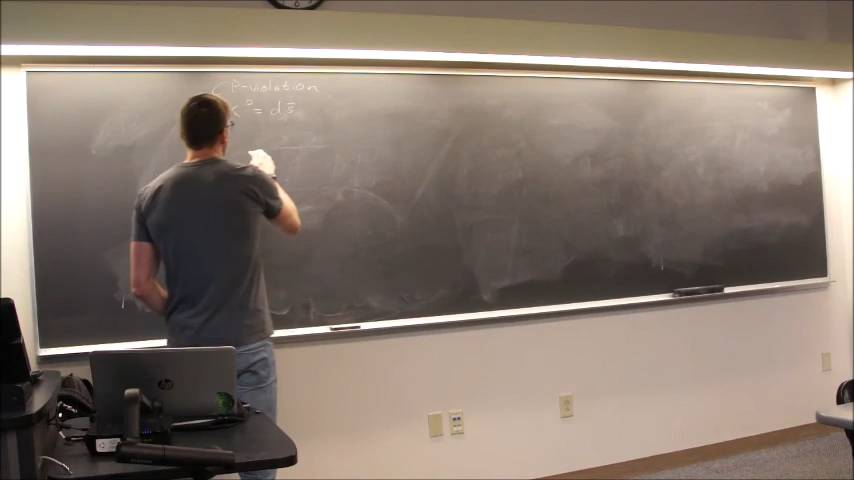 CP-violation
K⁰ = d s̄
hp